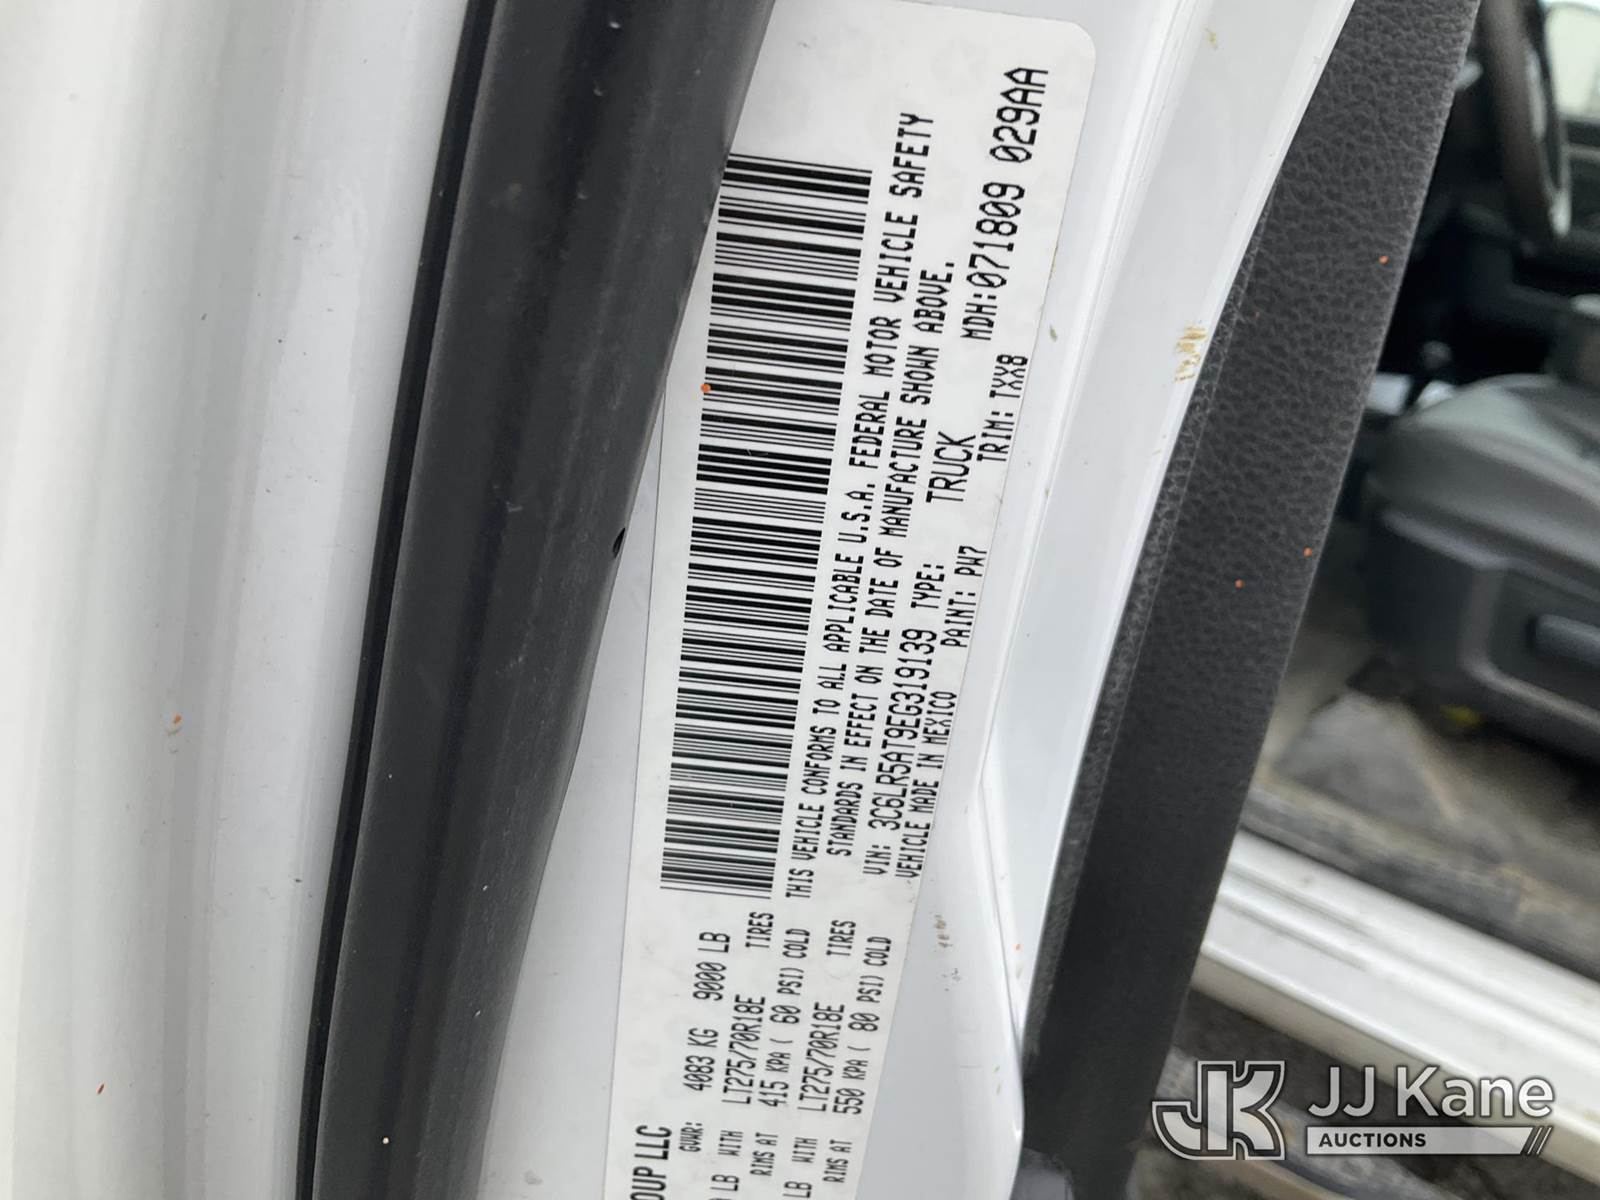 OUP LLC
GVWR: 4083 KG 9000 LB
LB WITH LT275/70R18E TIRES
RIMS AT 415 KPA ( 60 PSI) COLD
LB WITH LT275/70R18E TIRES
RIMS AT 550 KPA ( 80 PSI) COLD
THIS VEHICLE CONFORMS TO ALL APPLICABLE U.S.A. FEDERAL MOTOR VEHICLE SAFETY
STANDARDS IN EFFECT ON THE DATE OF MANUFACTURE SHOWN ABOVE.
VIN: 3C6LR5AT9EG319139 TYPE: TRUCK MDH:071809 029AA
VEHICLE MADE IN MEXICO PAINT: PW7 TRIM: TXX8
JJ Kane
AUCTIONS